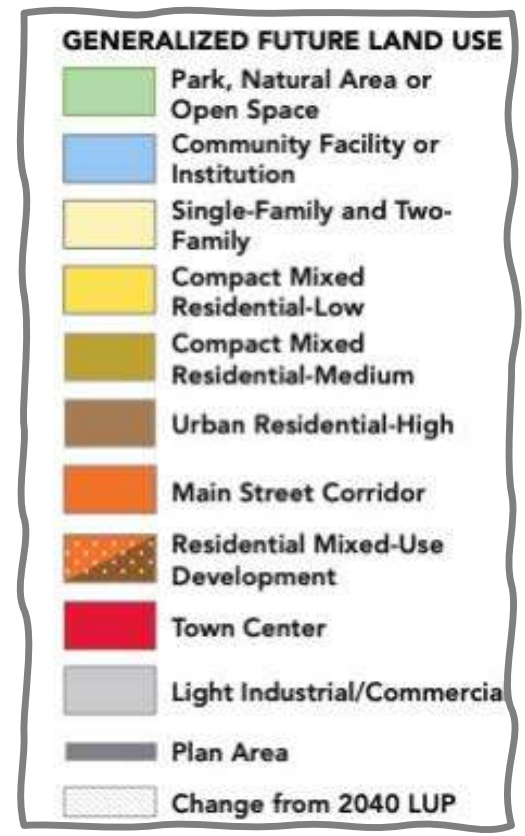 GENERALIZED FUTURE LAND USE
Park, Natural Area or
Open Space
Community Facility or
Institution
Single-Family and Two-
Family
Compact Mixed
Residential-Low
Compact Mixed
Residential-Medium
Urban Residential-High
Main Street Corridor
Residential Mixed-Use
Development
Town Center
Light Industrial/Commercia
Plan Area
Change from 2040 LUP